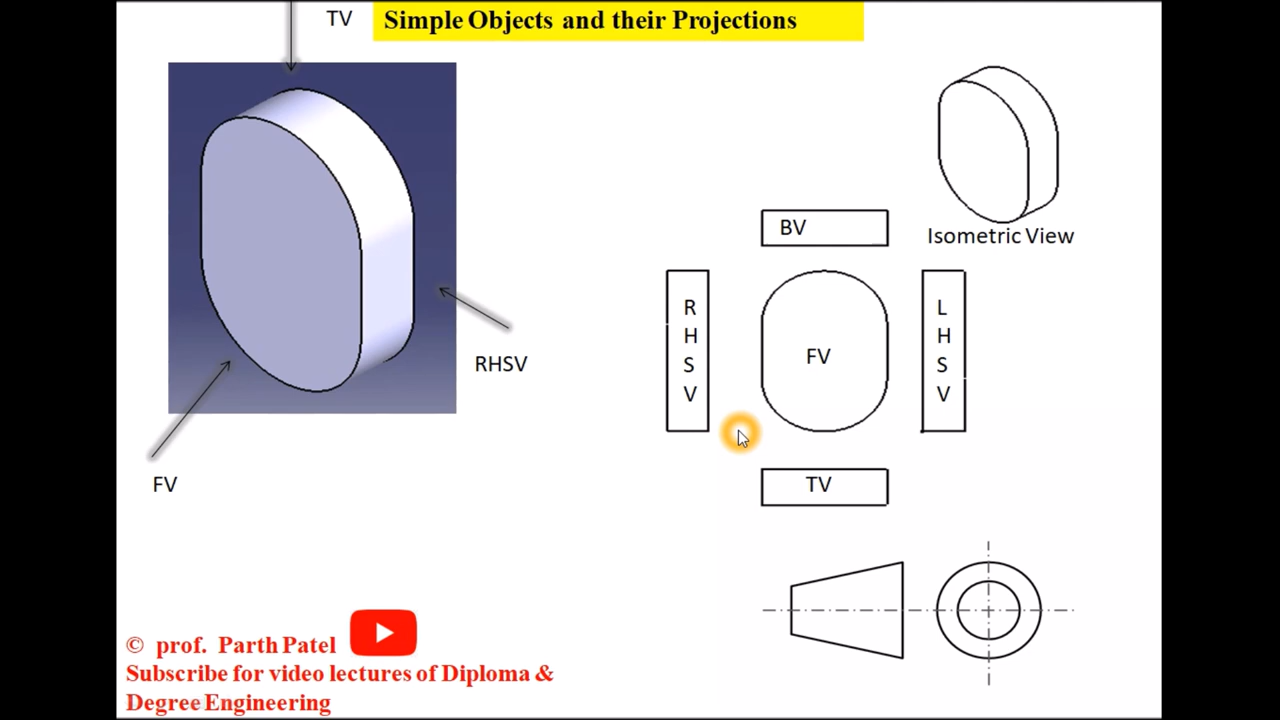 TV
Simple Objects and their Projections
BV
Isometric View
R
H
S
V
FV
L
H
S
V
RHSV
FV
TV
© prof. Parth Patel
Subscribe for video lectures of Diploma &
Degree Engineering